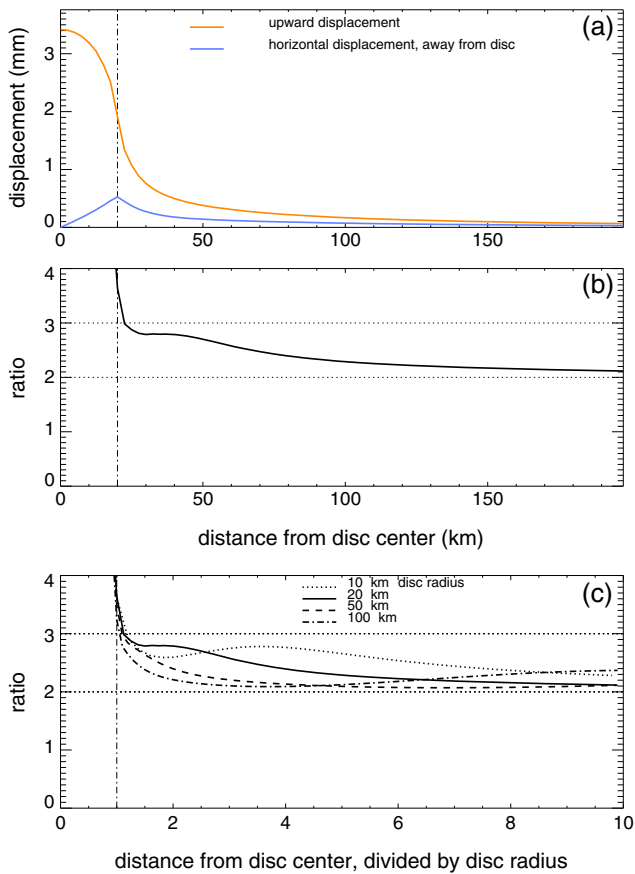 (a)
upward displacement
horizontal displacement, away from disc
displacement (mm)
3
2
1
0
0 50 100 150
(b)
ratio
4
3
2
1
0
0 50 100 150
distance from disc center (km)
(c)
10 km disc radius
20 km
50 km
100 km
ratio
4
3
2
1
0
0 2 4 6 8 10
distance from disc center, divided by disc radius